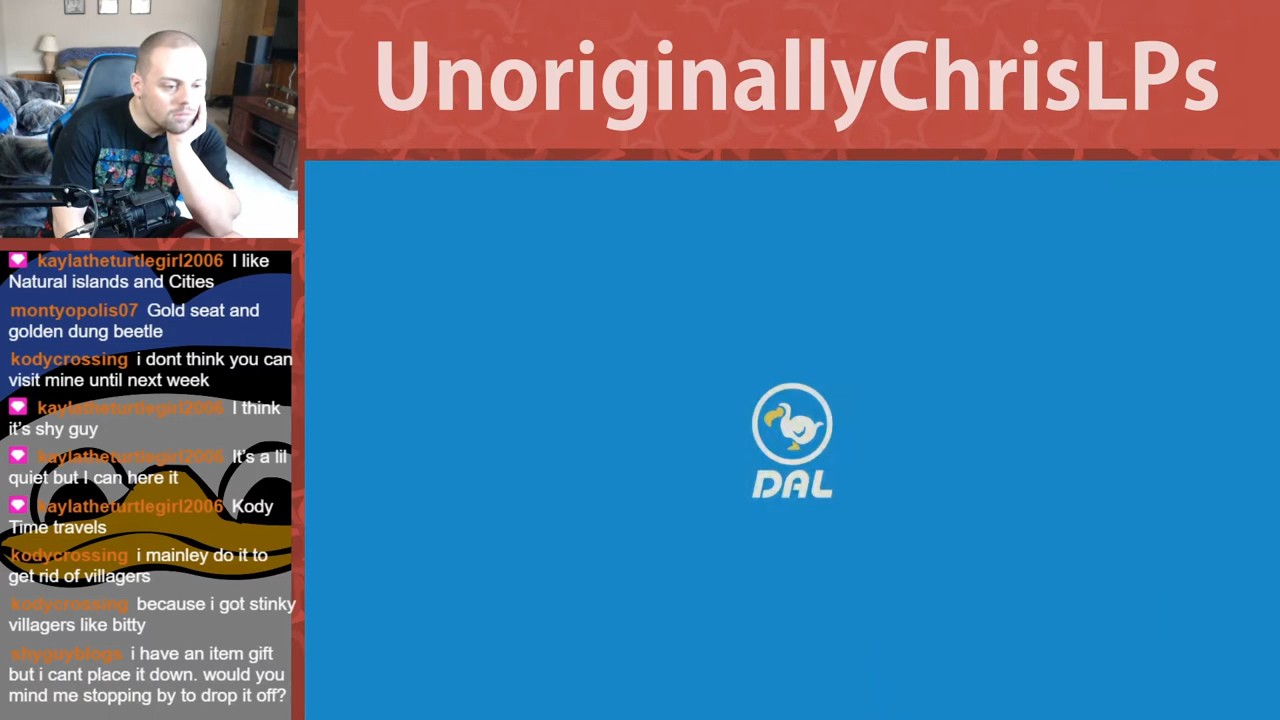 UnoriginallyChrisLPs
kaylatheturtlegirl2006 I like
Natural islands and Cities
montyopolis07 Gold seat and
golden dung beetle
kodycrossing i dont think you can
visit mine until next week
kaylatheturtlegirl2006 I think
it's shy guy
kaylatheturtlegirl2006 It's a lil
quiet but I can here it
kaylatheturtlegirl2006 Kody
Time travels
kodycrossing i mainley do it to
get rid of villagers
kodycrossing because i got stinky
villagers like bitty
shyguyblogs i have an item gift
but i cant place it down. would you
mind me stopping by to drop it off?
DAL